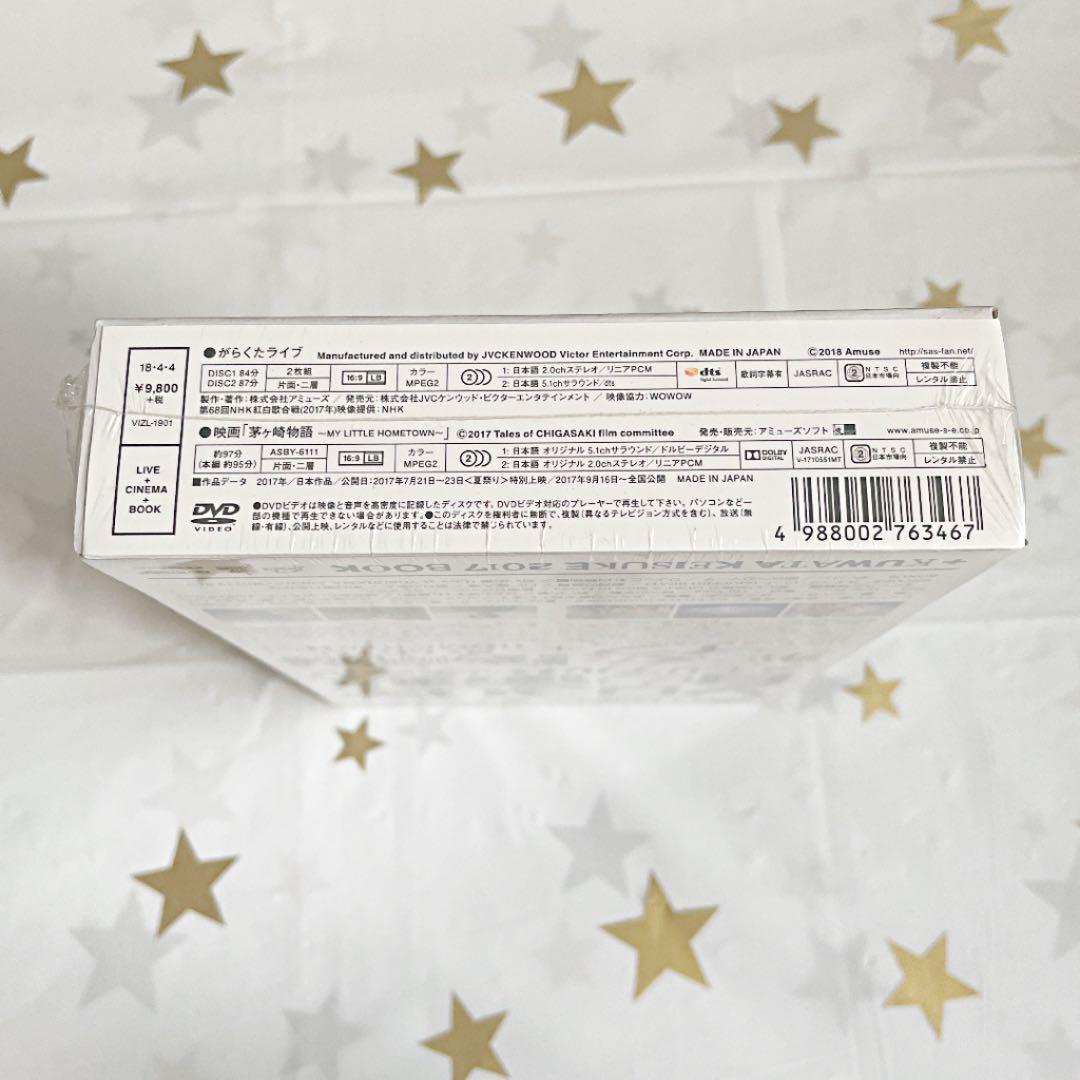 18・4・4
¥9,800
+税
VIZL-1901
LIVE
+
CINEMA
+
BOOK
●がらくたライブ Manufactured and distributed by JVCKENWOOD Victor Entertainment Corp. MADE IN JAPAN ©2018 Amuse http://sas-fan.net/
DISC1 84分
DISC2 87分
2枚組
片面・二層
16:9 LB
カラー
MPEG2
2
1: 日本語 2.0chステレオ/リニアPCM
2: 日本語 5.1chサラウンド/dts
dts
歌詞字幕有
JASRAC
2
NTSC
日本市場向
複製不能
レンタル禁止
製作・著作:株式会社アミューズ / 発売元:株式会社JVCケンウッド・ビクターエンタテインメント / 映像協力:WOWOW
第68回NHK紅白歌合戦(2017年)映像提供:NHK
●映画「茅ヶ崎物語 ~MY LITTLE HOMETOWN~」 ©2017 Tales of CHIGASAKI film committee 発売・販売元:アミューズソフト www.amuse-s-e.co.jp
約97分
(本編 約95分)
ASBY-6111
片面・二層
16:9 LB
カラー
MPEG2
2
1: 日本語 オリジナル 5.1chサラウンド/ドルビーデジタル
2: 日本語 オリジナル 2.0chステレオ/リニアPCM
DOLBY
DIGITAL
JASRAC
V-1710551MT
2
NTSC
日本市場向
複製不能
レンタル禁止
■作品データ 2017年/日本作品/公開日:2017年7月21日~23日<夏祭り>特別上映/2017年9月16日~全国公開 MADE IN JAPAN
DVD
VIDEO
●DVDビデオは映像と音声を高密度に記録したディスクです。DVDビデオ対応のプレーヤーで再生して下さい。パソコンなど一
部の機種で再生できない場合があります。●このディスクを権利者に無断で、複製(異なるテレビジョン方式を含む)、放送(無
線・有線)、公開上映、レンタルなどに使用することは法律で禁じられています。
4 988002 763467
+KUWATA KEISUKE 2017 BOOK